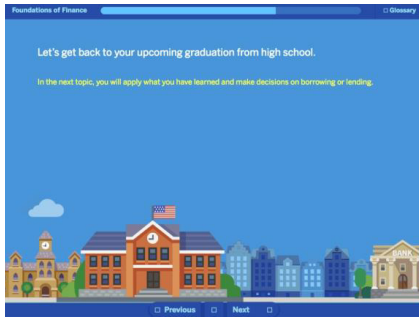 Foundations of Finance
Glossary
Let's get back to your upcoming graduation from high school.
In the next topic, you will apply what you have learned and make decisions on borrowing or lending.
BANK
Previous
Next